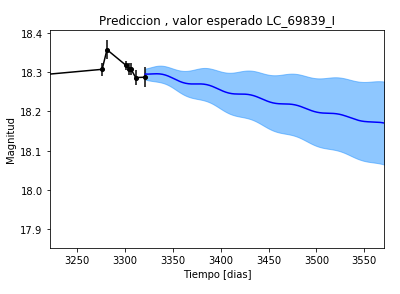 Prediccion , valor esperado LC_69839_I
18.4
18.3
18.2
18.1
18.0
17.9
Magnitud
3250 3300 3350 3400 3450 3500 3550
Tiempo [dias]